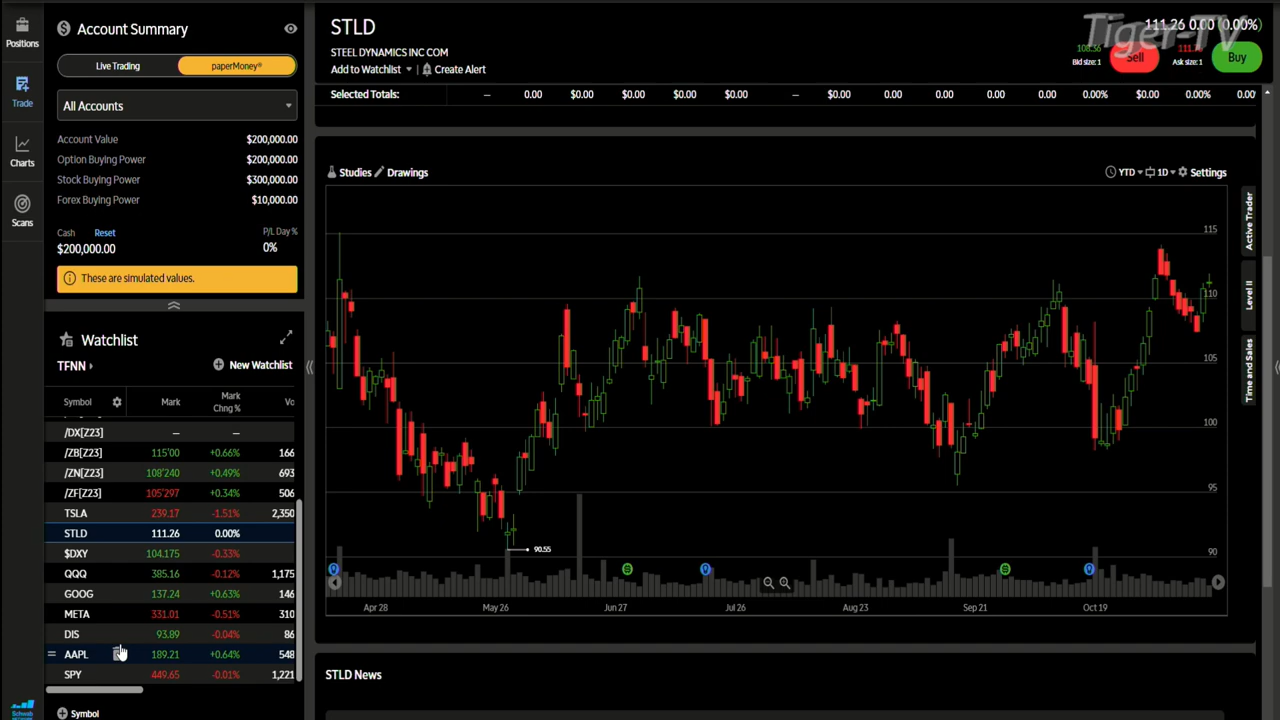 Positions
Trade
Charts
Scans
Account Summary
Live Trading
paperMoney®
All Accounts
Account Value $200,000.00
Option Buying Power $200,000.00
Stock Buying Power $300,000.00
Forex Buying Power $10,000.00
Cash Reset P/L Day %
$200,000.00 0%
These are simulated values.
Watchlist
TFNN New Watchlist
Symbol Mark Mark Chng % Vo
/DX[Z23] — —
/ZB[Z23] 115'00 +0.66% 166
/ZN[Z23] 108'240 +0.49% 693
/ZF[Z23] 105'297 +0.34% 506
TSLA 239.17 -1.51% 2,350
STLD 111.26 0.00%
$DXY 104.175 -0.33%
QQQ 385.16 -0.12% 1,175
GOOG 137.24 +0.63% 146
META 331.01 -0.51% 310
DIS 93.89 -0.04% 86
AAPL 189.21 +0.64% 548
SPY 449.65 -0.01% 1,221
Symbol
STLD
STEEL DYNAMICS INC COM
Add to Watchlist Create Alert
Tiger-TV
111.26 0.00 (0.00%)
108.36
Bid size: 1
Sell
Ask size: 1
Buy
Selected Totals: — 0.00 $0.00 $0.00 $0.00 $0.00 — $0.00 0.00 0.00 0.00 0.00 0.00% $0.00 0.00% 0.00
Studies Drawings
YTD 1D Settings
115
110
105
100
95
90
90.55
Apr 28 May 26 Jun 27 Jul 26 Aug 23 Sep 21 Oct 19
Active Trader
Level II
Time and Sales
STLD News